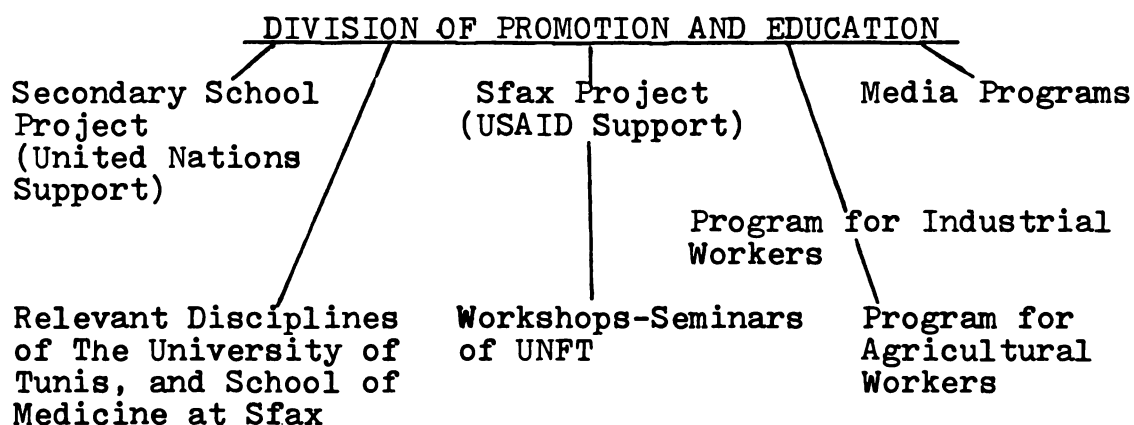 DIVISION OF PROMOTION AND EDUCATION
Secondary School
Project
(United Nations
Support)
Sfax Project
(USAID Support)
Media Programs
Program for Industrial
Workers
Relevant Disciplines
of The University of
Tunis, and School of
Medicine at Sfax
Workshops-Seminars
of UNFT
Program for
Agricultural
Workers